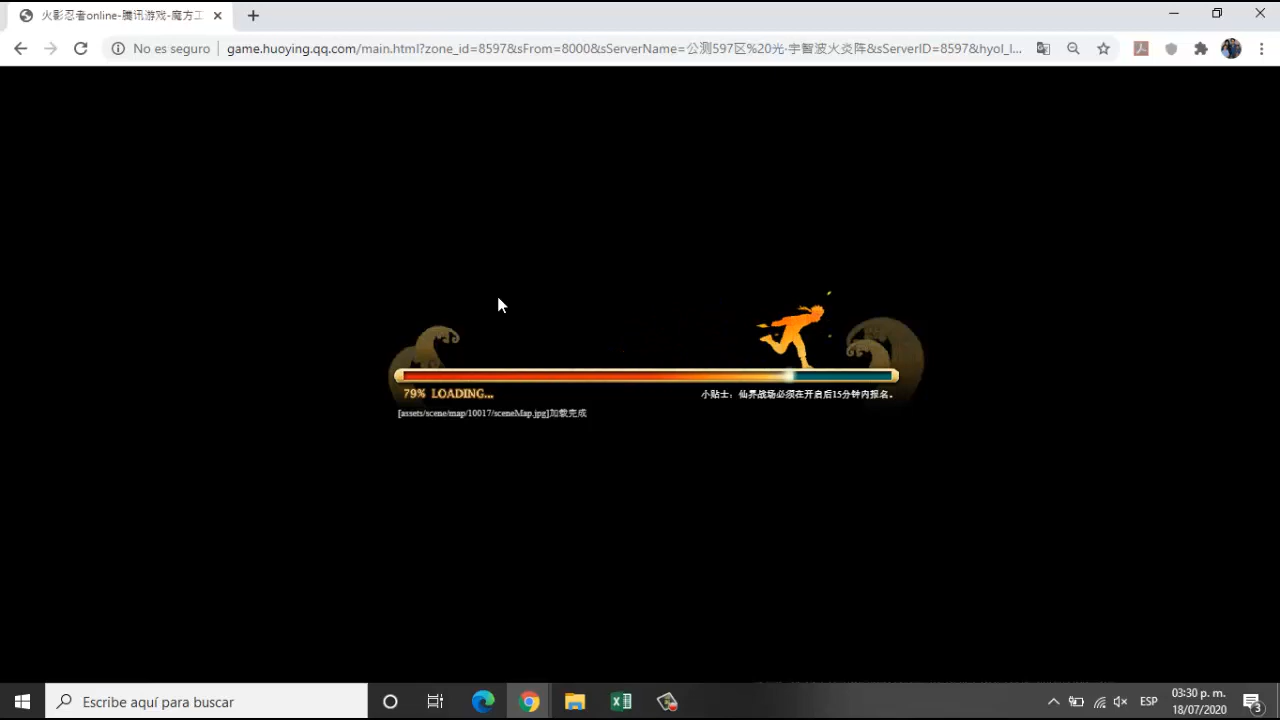 火影忍者online-腾讯游戏-魔方工
No es seguro
game.huoying.qq.com/main.html?zone_id=8597&sfrom=8000&sServerName=公测597区%20光·宇智波火炎阵&sServerID=8597&hyol_l...
79% LOADING...
小贴士：仙界战场必须在开启后15分钟内报名。
[assets/scene/map/10017/sceneMap.jpg]加载完成
Escribe aquí para buscar
ESP
03:30 p. m.
18/07/2020
3